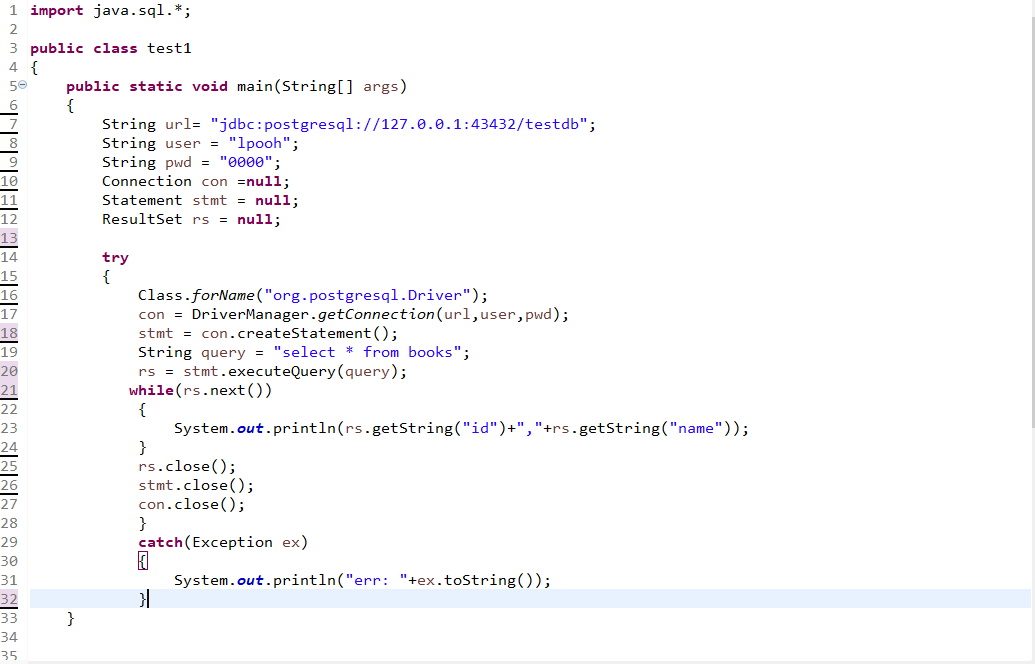 1 import java.sql.*;
2
3 public class test1
4 {
5 public static void main(String[] args)
6 {
7 String url= "jdbc:postgresql://127.0.0.1:43432/testdb";
8 String user = "lpooh";
9 String pwd = "0000";
10 Connection con =null;
11 Statement stmt = null;
12 ResultSet rs = null;
13
14 try
15 {
16 Class.forName("org.postgresql.Driver");
17 con = DriverManager.getConnection(url,user,pwd);
18 stmt = con.createStatement();
19 String query = "select * from books";
20 rs = stmt.executeQuery(query);
21 while(rs.next())
22 {
23 System.out.println(rs.getString("id")+","+rs.getString("name"));
24 }
25 rs.close();
26 stmt.close();
27 con.close();
28 }
29 catch(Exception ex)
30 {
31 System.out.println("err: "+ex.toString());
32 }
33 }
34
35